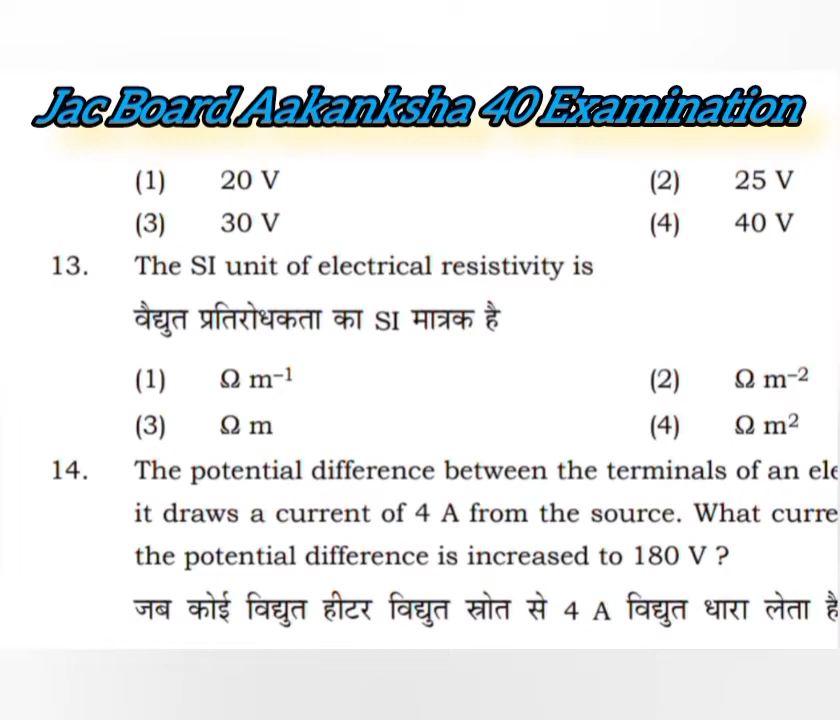 Jac Board Aakanksha 40 Examination
(1) 20 V (2) 25 V
(3) 30 V (4) 40 V
13. The SI unit of electrical resistivity is
वैद्युत प्रतिरोधकता का SI मात्रक है
(1) Ω m⁻¹ (2) Ω m⁻²
(3) Ω m (4) Ω m²
14. The potential difference between the terminals of an
it draws a current of 4 A from the source. What
the potential difference is increased to 180 V ?
जब कोई विद्युत हीटर विद्युत स्रोत से 4 A विद्युत धारा लेता है